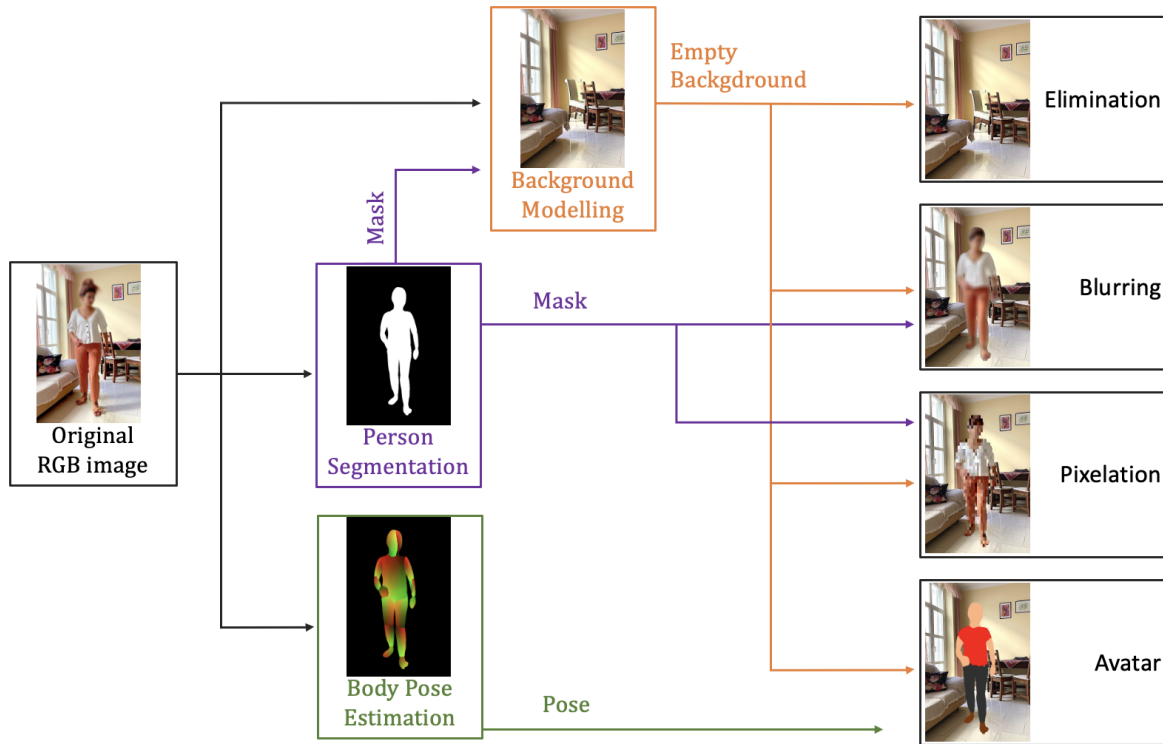 Empty
Backgdround
Elimination
Background
Modelling
Mask
Blurring
Mask
Original
RGB image
Person
Segmentation
Pixelation
Body Pose
Estimation
Pose
Avatar